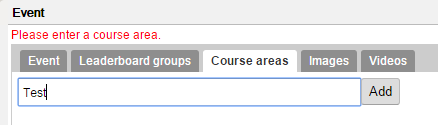 Event
Please enter a course area.
Event Leaderboard groups Course areas Images Videos
Test Add